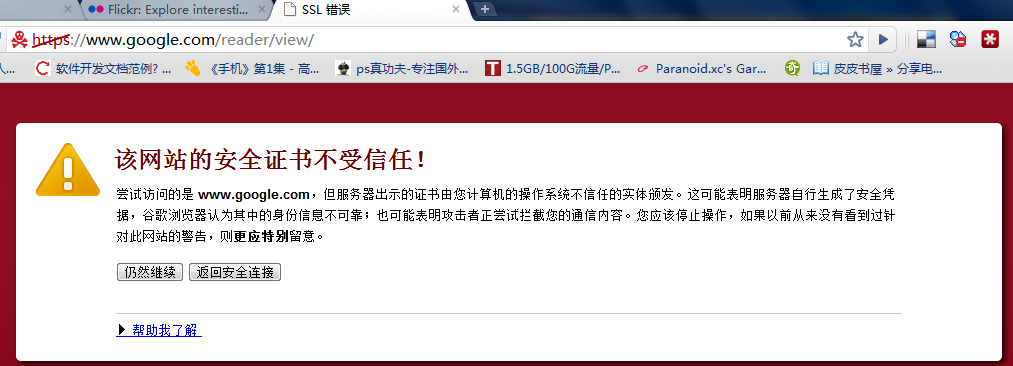 Flickr: Explore interesti...
SSL 错误
https://www.google.com/reader/view/
人...
软件开发文档范例? ...
《手机》第1集 - 高...
ps真功夫-专注国外...
1.5GB/100G流量/P...
Paranoid.xc's Gar...
皮皮书屋 » 分享电...
该网站的安全证书不受信任！
尝试访问的是 www.google.com，但服务器出示的证书由您计算机的操作系统不信任的实体颁发。这可能表明服务器自行生成了安全凭
据，谷歌浏览器认为其中的身份信息不可靠；也可能表明攻击者正尝试拦截您的通信内容。您应该停止操作，如果以前从来没有看到过针
对此网站的警告，则更应特别留意。
仍然继续 返回安全连接
帮助我了解